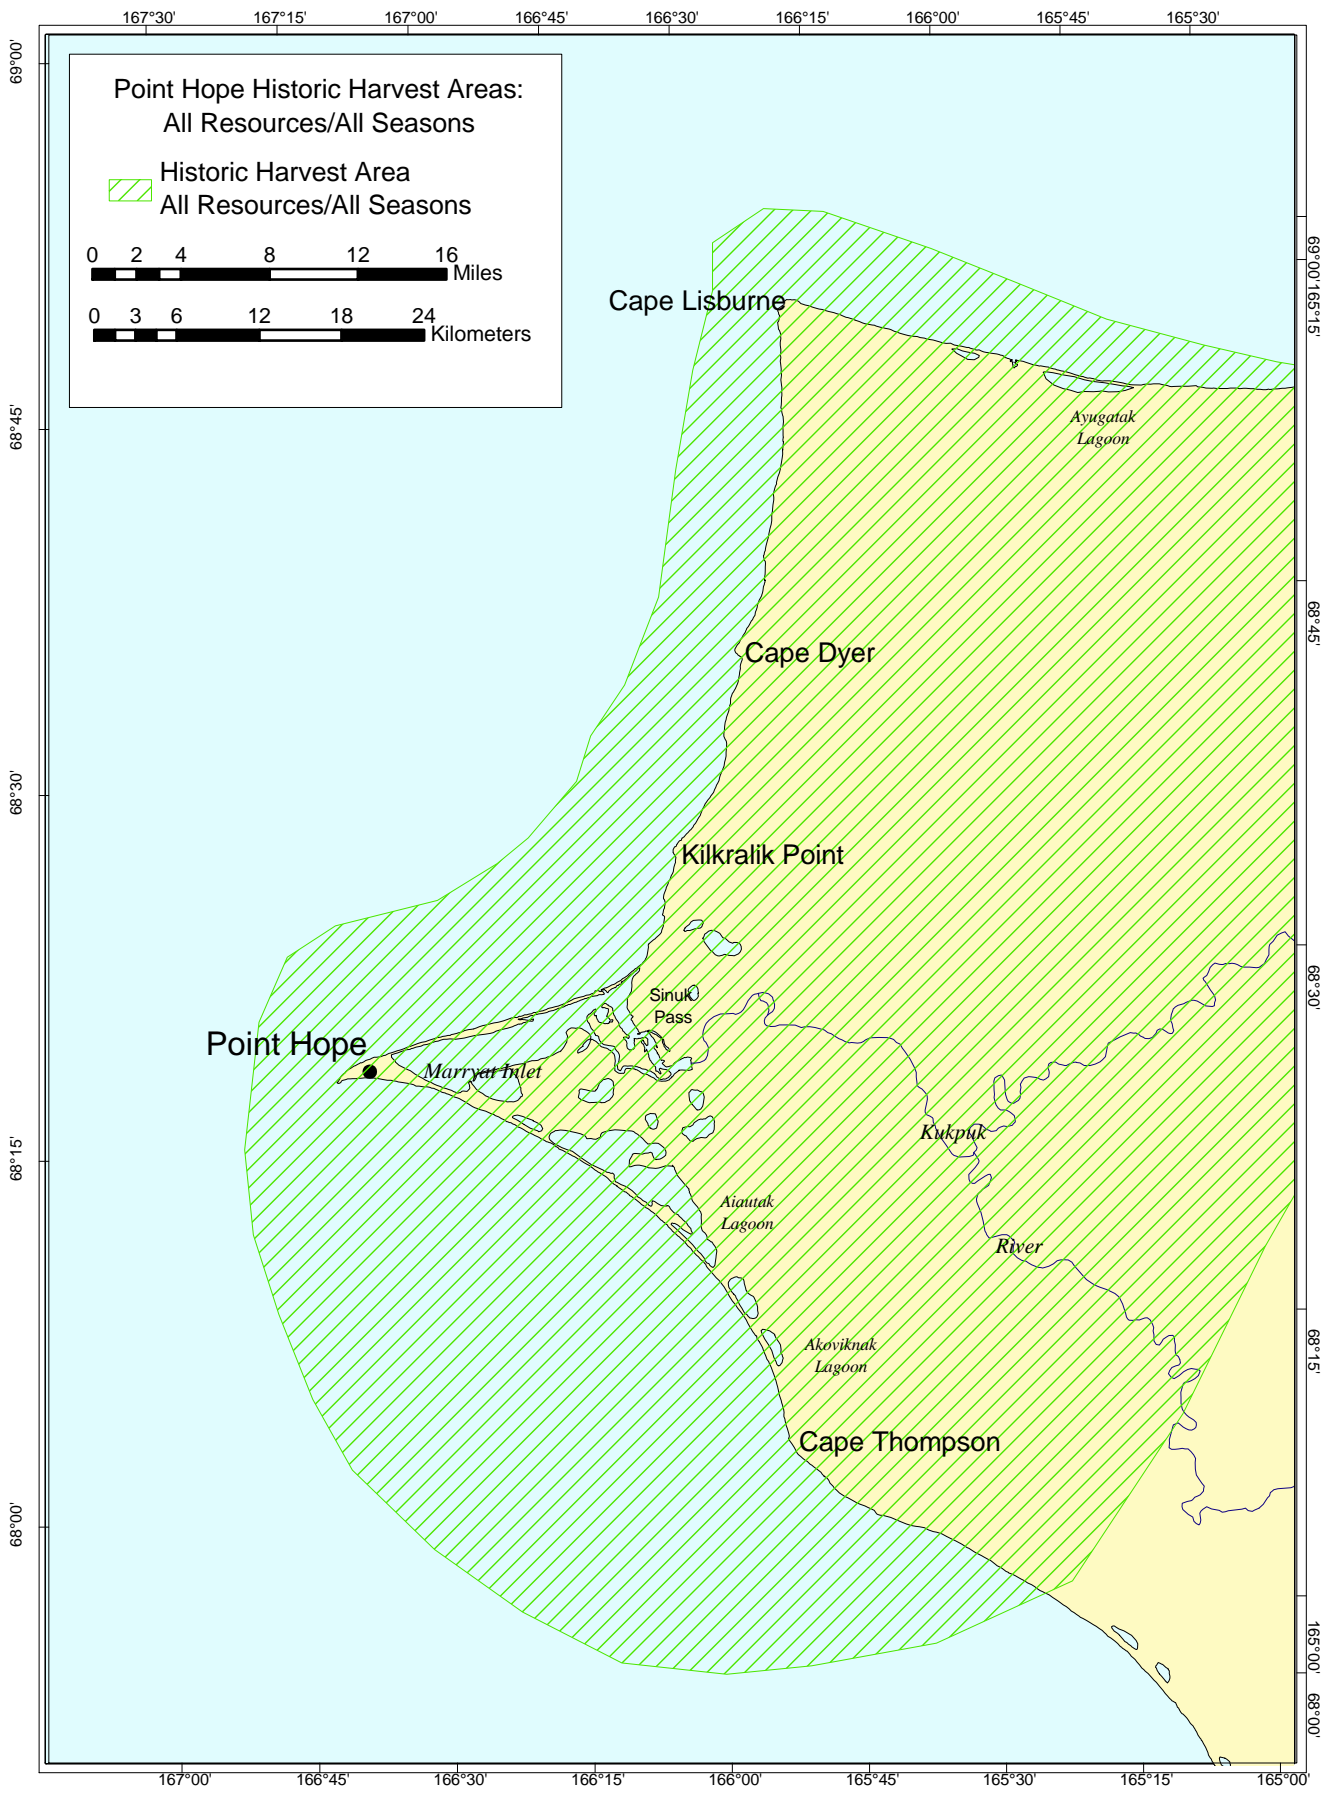 167°30' 167°15' 167°00' 166°45' 166°30' 166°15' 166°00' 165°45' 165°30'
69°00'
Point Hope Historic Harvest Areas:
All Resources/All Seasons
Historic Harvest Area
All Resources/All Seasons
0 2 4 8 12 16
Miles
0 3 6 12 18 24
Kilometers
69°00'
165°15'
Cape Lisburne
68°45'
Ayugatak
Lagoon
68°45'
Cape Dyer
68°30'
Kilkralik Point
68°30'
Sinuk
Pass
Point Hope
Marryat Inlet
Kukpuk
68°15'
Aiautak
Lagoon
River
Akoviknak
Lagoon
68°15'
Cape Thompson
68°00'
165°00'
68°00'
167°00' 166°45' 166°30' 166°15' 166°00' 165°45' 165°30' 165°15' 165°00'